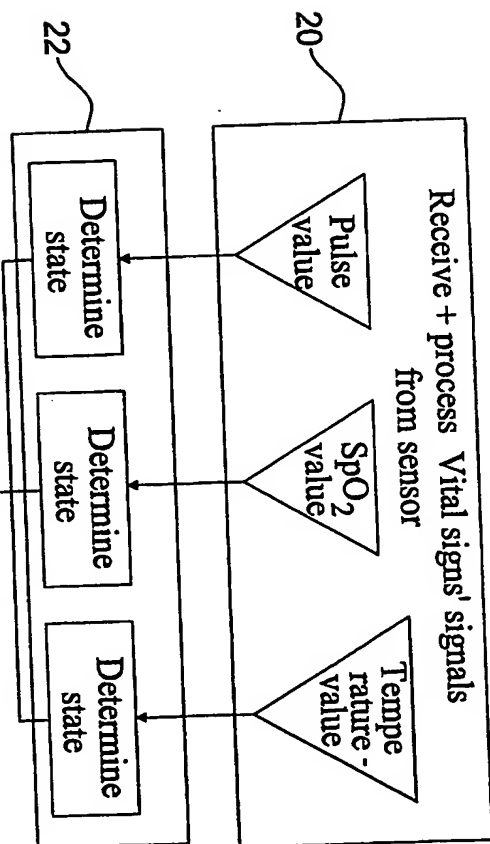 20
Receive + process Vital signs' signals
from sensor
Pulse
value
SpO₂
value
Tempe
rature -
value
22
Determine
state
Determine
state
Determine
state